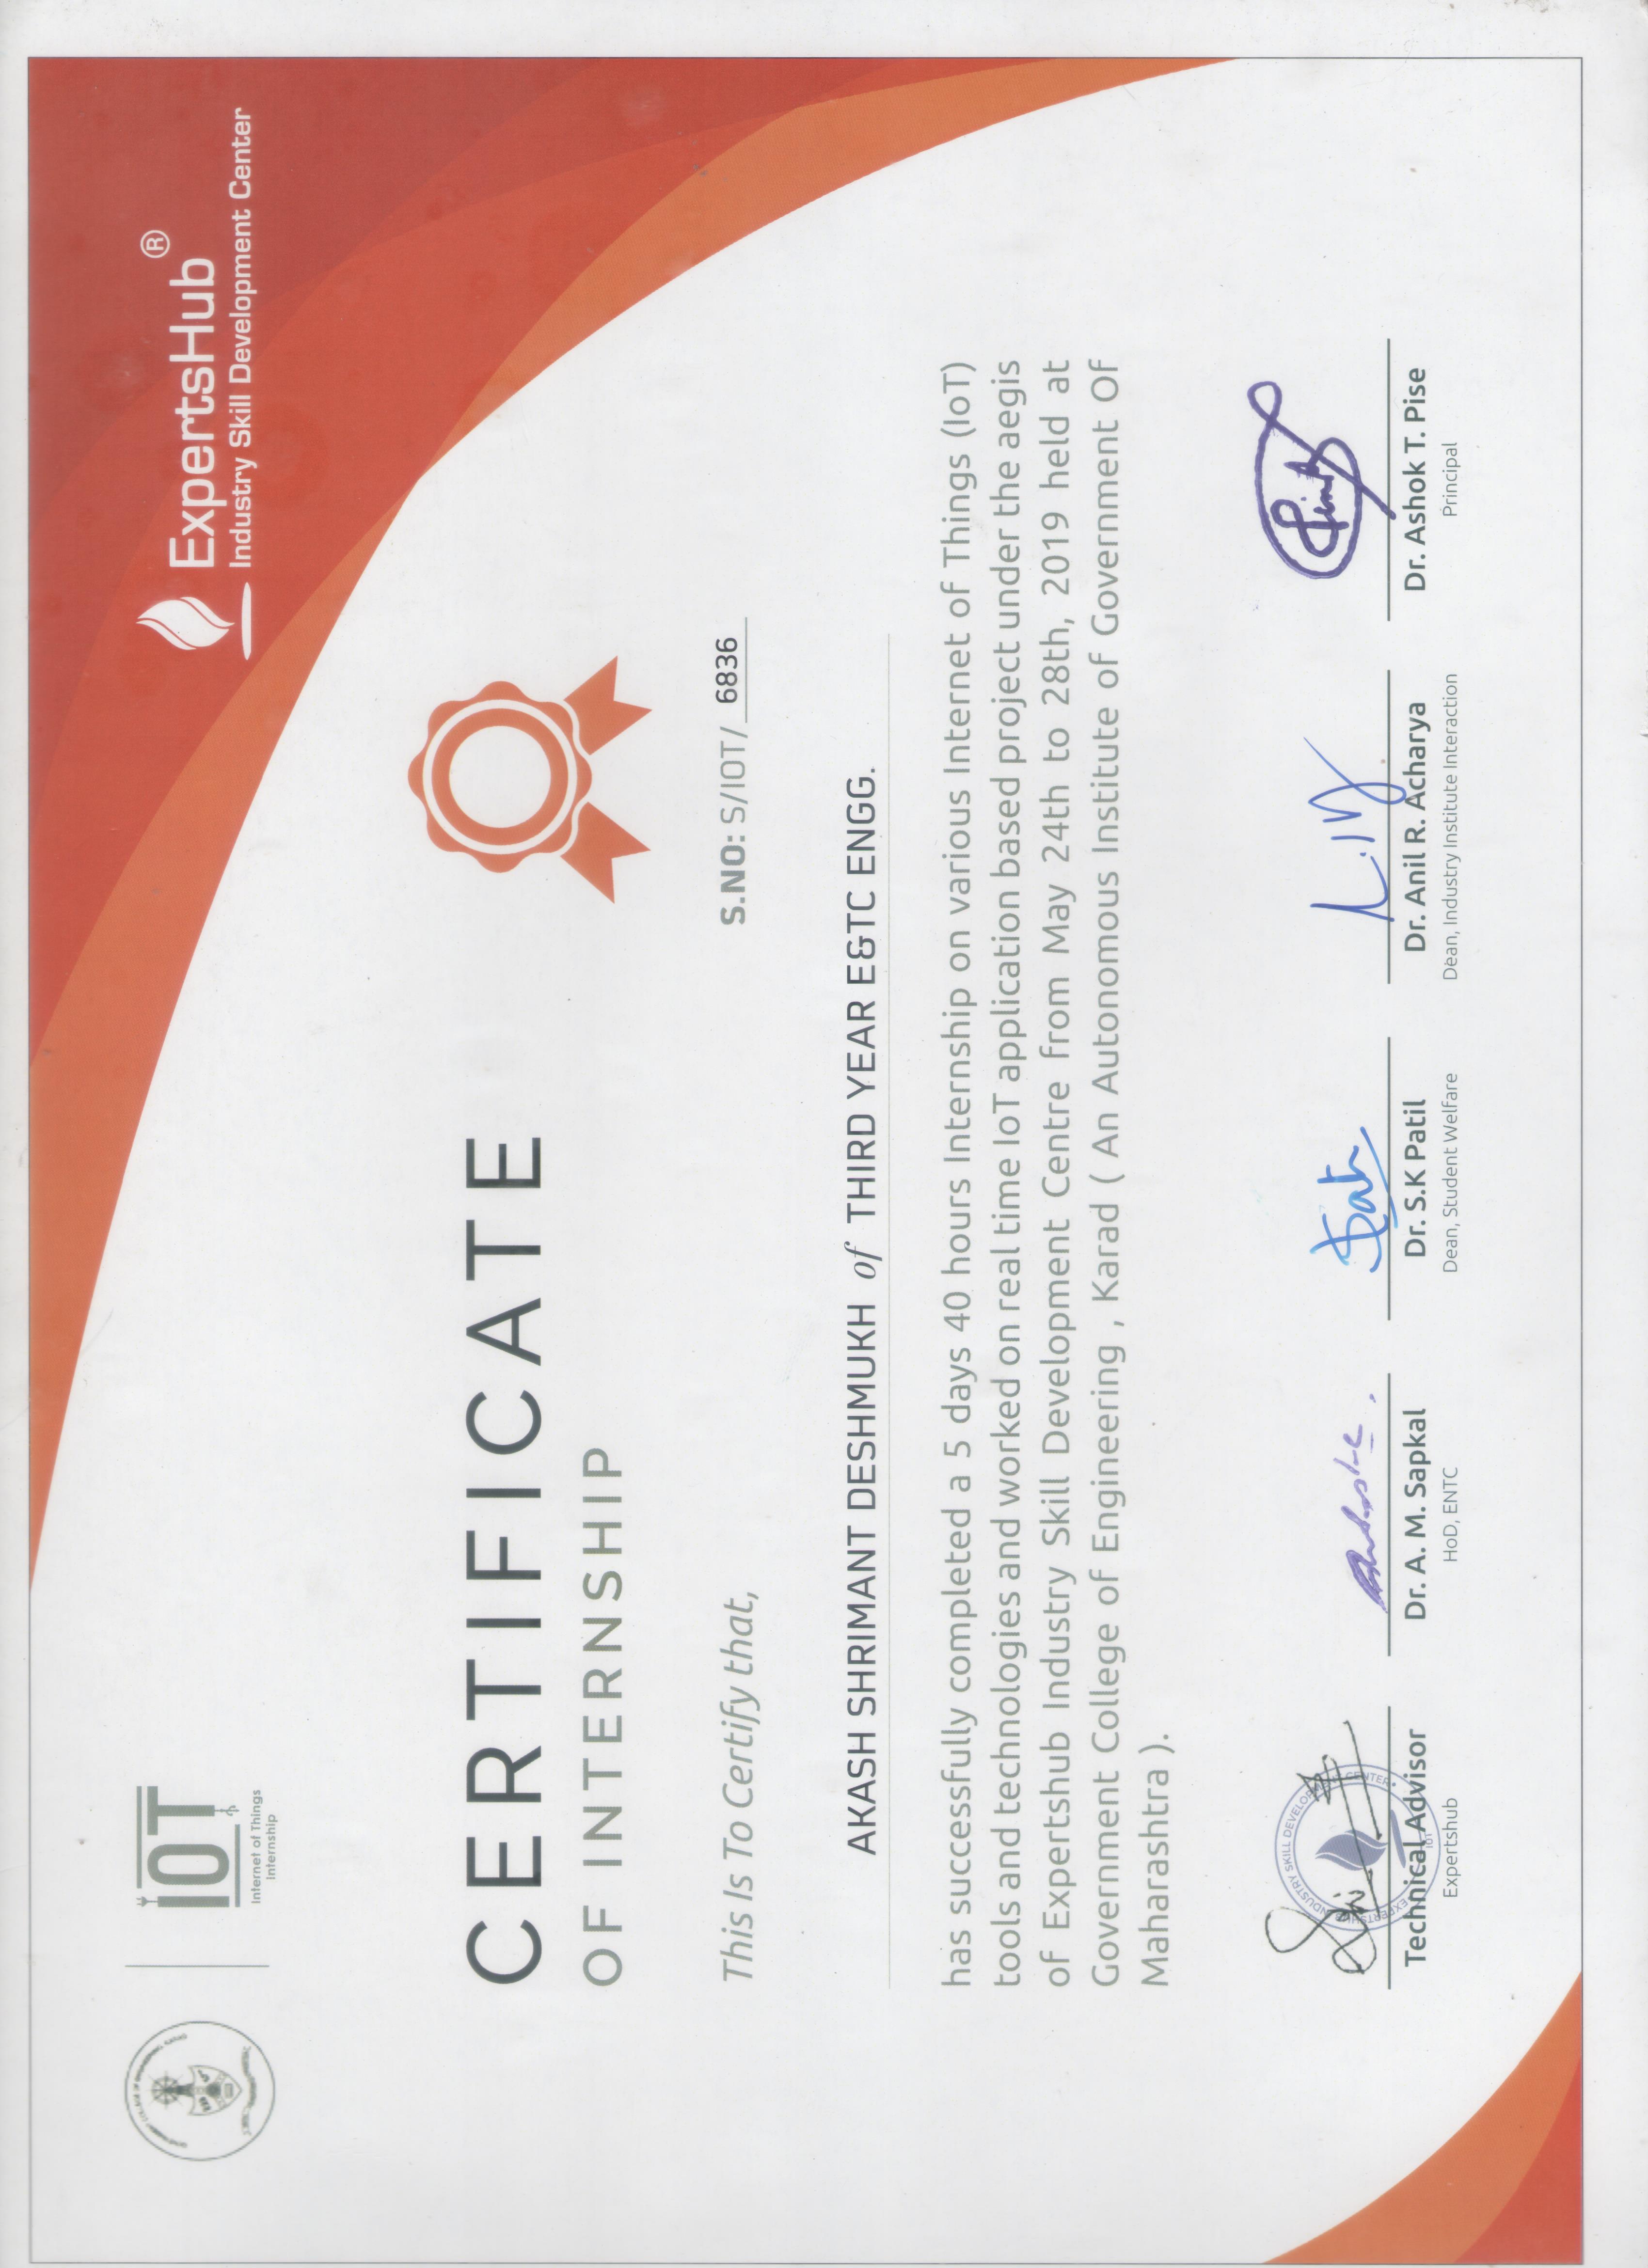 IOT
Internet of Things
Internship
ExpertsHub®
Industry Skill Development Center
CERTIFICATE
OF INTERNSHIP
This Is To Certify that,
S.NO: S/IOT/ 6836
AKASH SHRIMANT DESHMUKH of THIRD YEAR E&TC ENGG.
has successfully completed a 5 days 40 hours Internship on various Internet of Things (IoT)
tools and technologies and worked on real time IoT application based project under the aegis
of Expertshub Industry Skill Development Centre from May 24th to 28th, 2019 held at
Government College of Engineering , Karad ( An Autonomous Institute of Government Of
Maharashtra ).
EXPERTSHUB INDUSTRY SKILL DEVELOPMENT CENTER
IOT
Technical Advisor
Expertshub
Dr. A. M. Sapkal
HoD, ENTC
Dr. S.K Patil
Dean, Student Welfare
Dr. Anil R. Acharya
Dean, Industry Institute Interaction
Dr. Ashok T. Pise
Principal